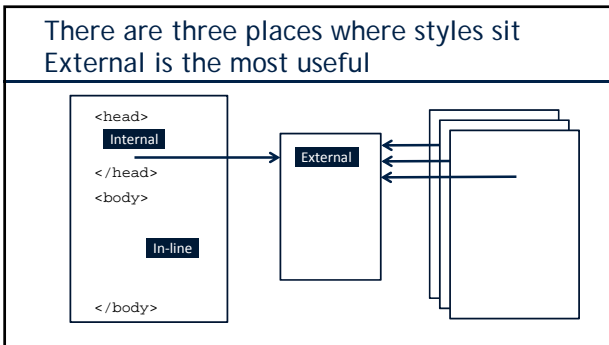 There are three places where styles sit
External is the most useful
<head>
Internal
</head>
<body>
In-line
</body>
External